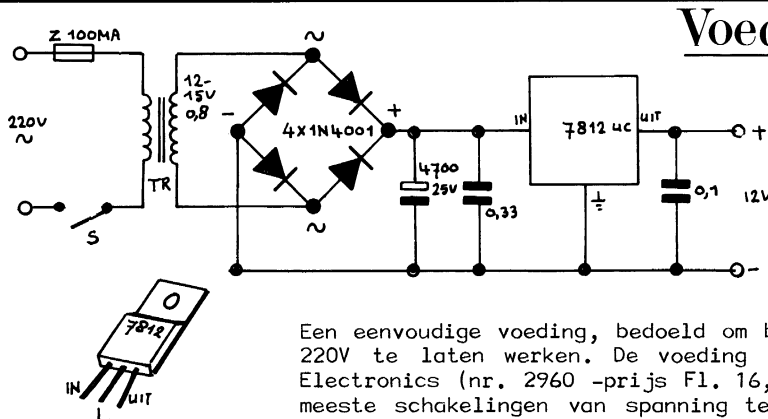 Voed
Z 100MA
220V
~
S
TR
12-
15V
0,8
~
-
4X1N4001
+
~
4700
25V
0,33
IN
7812 UC
UIT
0,1
+
12V
-
7812
IN
UIT
Een eenvoudige voeding, bedoeld om b
220V te laten werken. De voeding
Electronics (nr. 2960 -prijs Fl. 16,
meeste schakelingen van spanning te